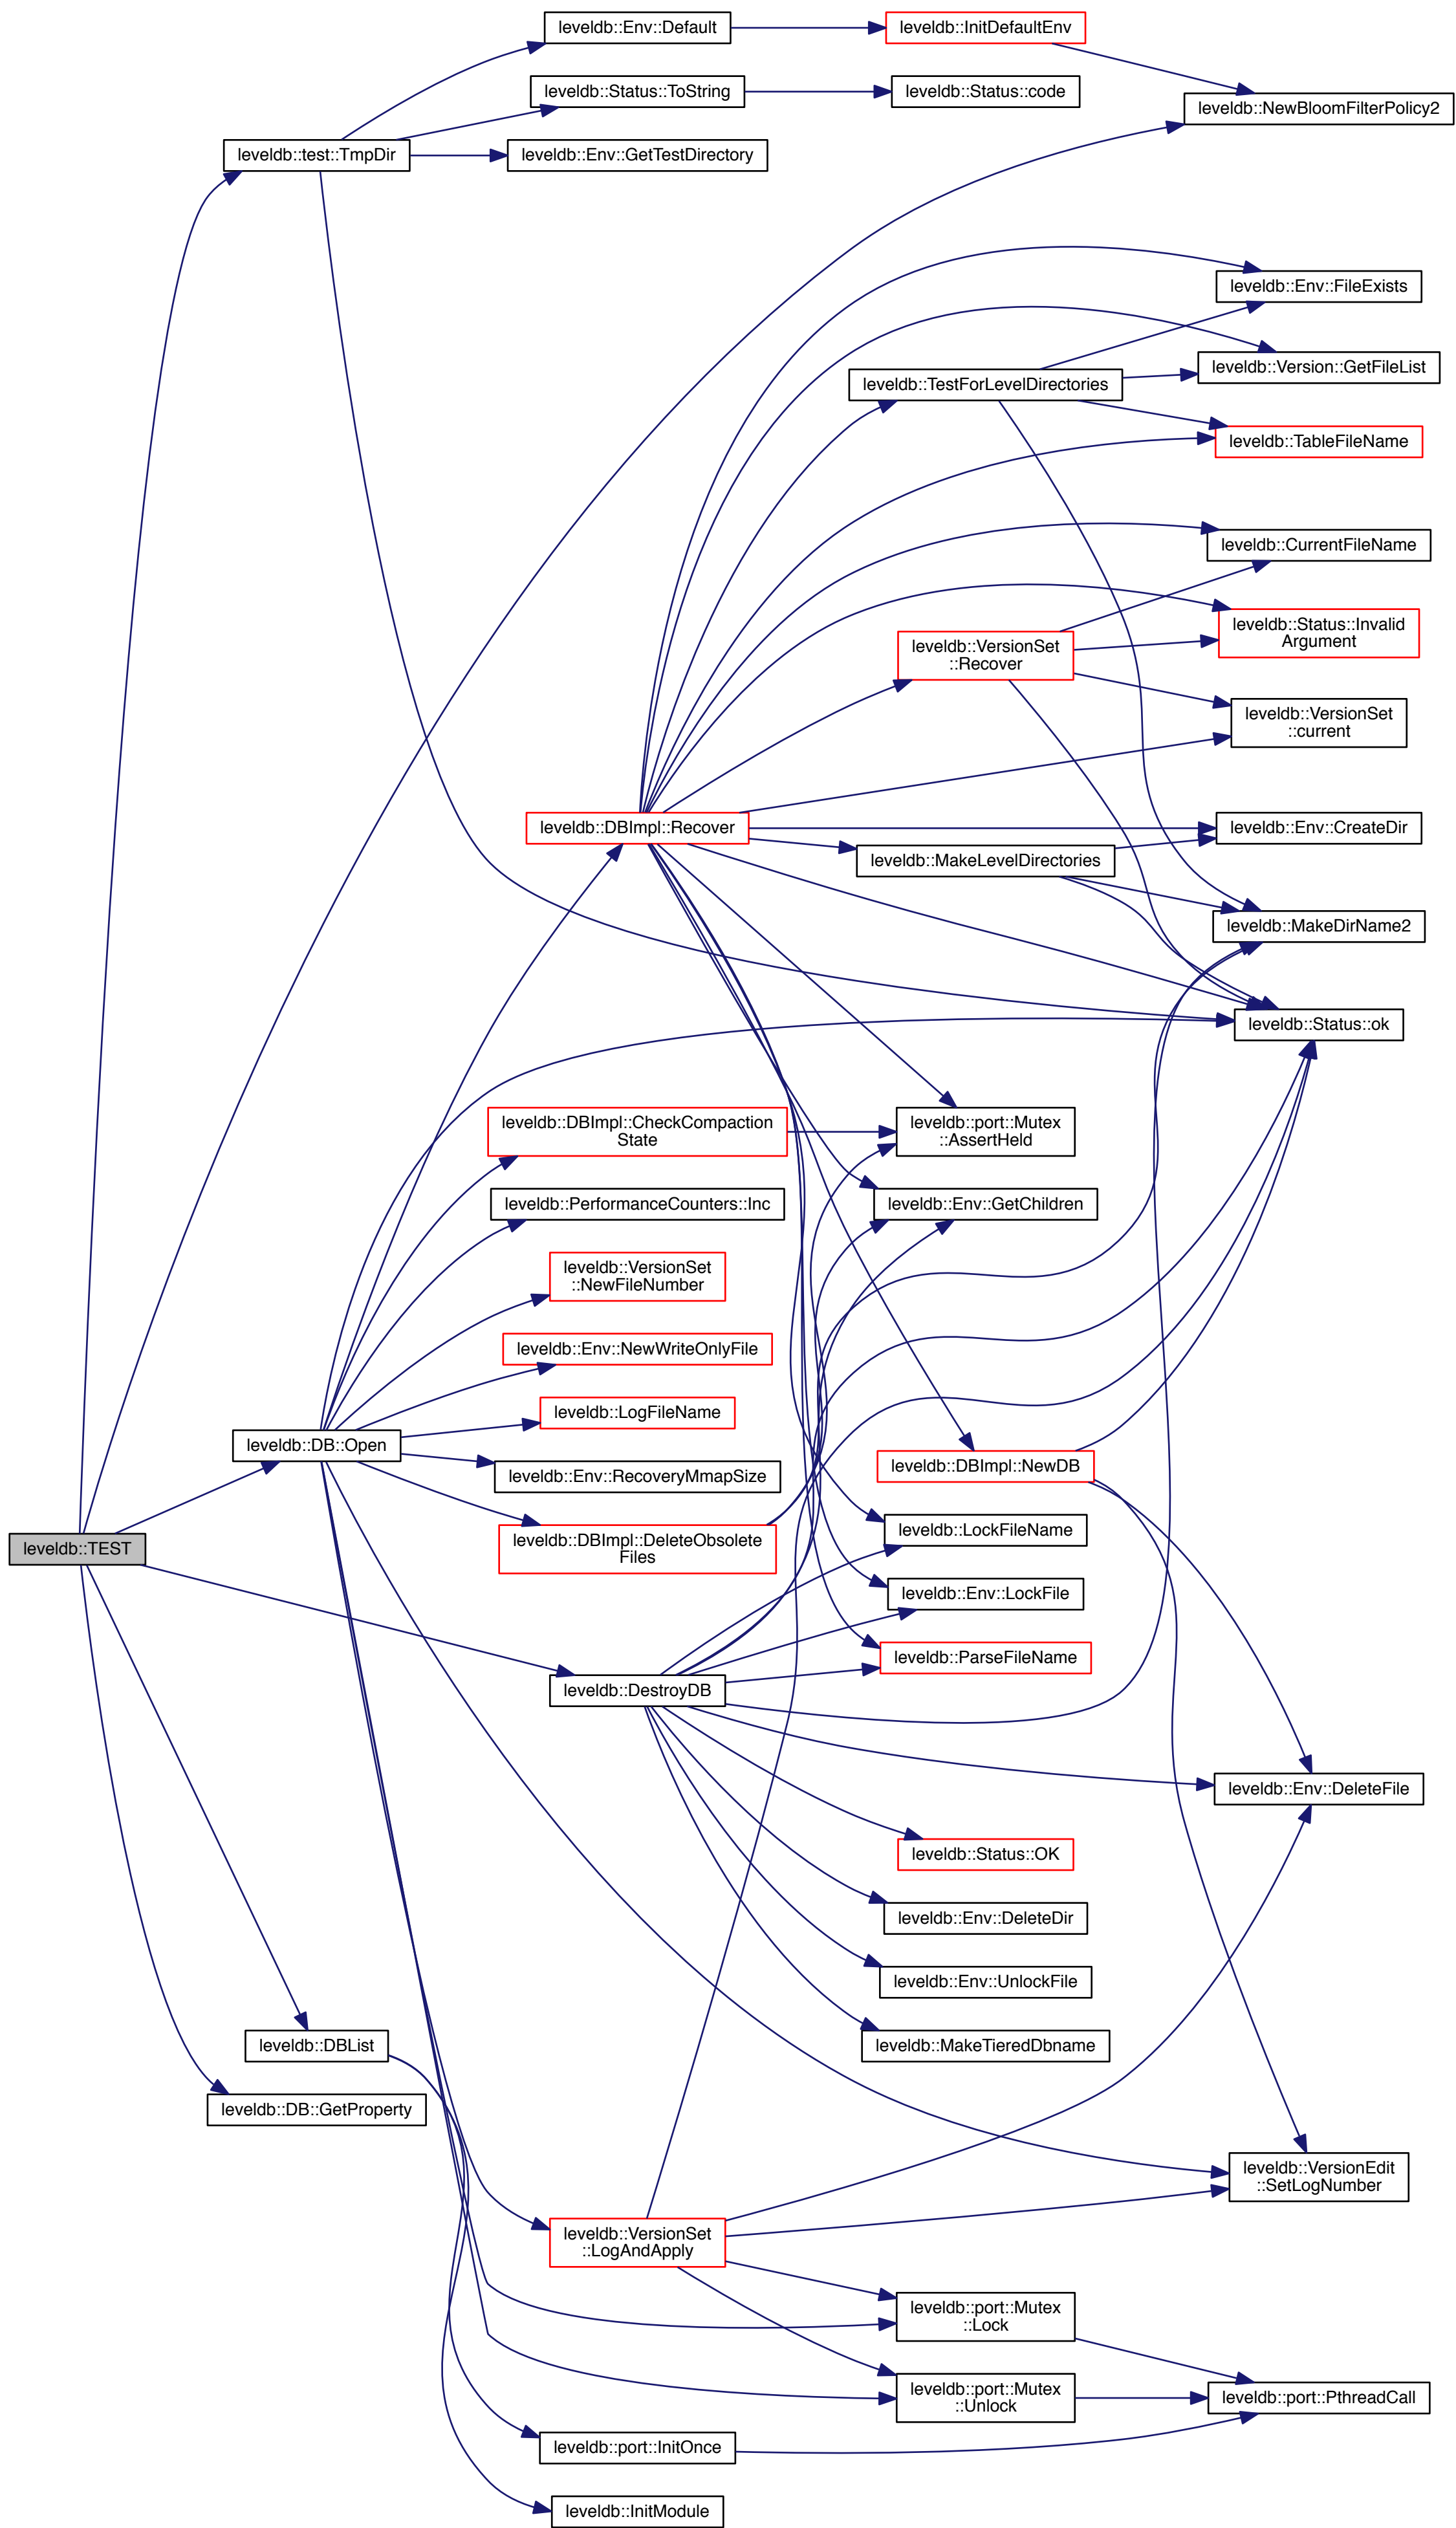 leveldb::Env::Default
leveldb::InitDefaultEnv
leveldb::Status::ToString
leveldb::Status::code
leveldb::NewBloomFilterPolicy2
leveldb::test::TmpDir
leveldb::Env::GetTestDirectory
leveldb::Env::FileExists
leveldb::Version::GetFileList
leveldb::TestForLevelDirectories
leveldb::TableFileName
leveldb::CurrentFileName
leveldb::Status::Invalid
Argument
leveldb::VersionSet
::Recover
leveldb::VersionSet
::current
leveldb::DBImpl::Recover
leveldb::Env::CreateDir
leveldb::MakeLevelDirectories
leveldb::MakeDirName2
leveldb::Status::ok
leveldb::DBImpl::CheckCompaction
State
leveldb::port::Mutex
::AssertHeld
leveldb::PerformanceCounters::Inc
leveldb::Env::GetChildren
leveldb::VersionSet
::NewFileNumber
leveldb::Env::NewWriteOnlyFile
leveldb::LogFileName
leveldb::DB::Open
leveldb::DBImpl::NewDB
leveldb::Env::RecoveryMmapSize
leveldb::LockFileName
leveldb::TEST
leveldb::DBImpl::DeleteObsolete
Files
leveldb::Env::LockFile
leveldb::ParseFileName
leveldb::DestroyDB
leveldb::Env::DeleteFile
leveldb::Status::OK
leveldb::Env::DeleteDir
leveldb::Env::UnlockFile
leveldb::DBList
leveldb::MakeTieredDbname
leveldb::DB::GetProperty
leveldb::VersionEdit
::SetLogNumber
leveldb::VersionSet
::LogAndApply
leveldb::port::Mutex
::Lock
leveldb::port::Mutex
::Unlock
leveldb::port::PthreadCall
leveldb::port::InitOnce
leveldb::InitModule